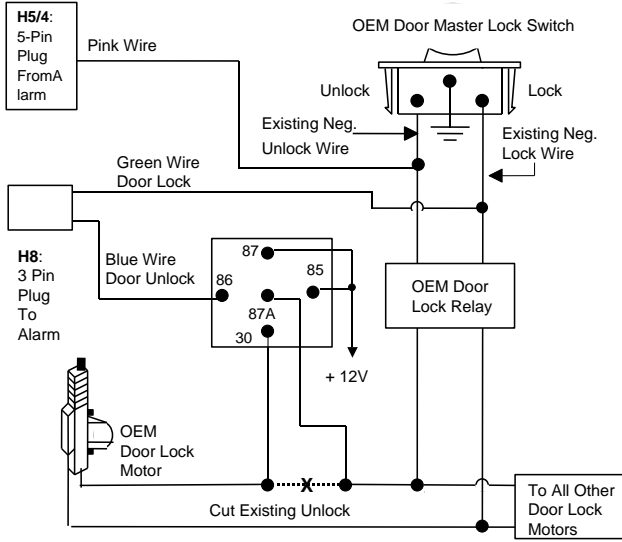 H5/4:
5-Pin
Plug
FromA
larm
Pink Wire
OEM Door Master Lock Switch
Unlock
Lock
Existing Neg.
Unlock Wire
Existing Neg.
Lock Wire
Green Wire
Door Lock
H8:
3 Pin
Plug
To
Alarm
Blue Wire
Door Unlock
87
86
85
87A
30
+ 12V
OEM Door
Lock Relay
OEM
Door Lock
Motor
X
Cut Existing Unlock
To All Other
Door Lock
Motors